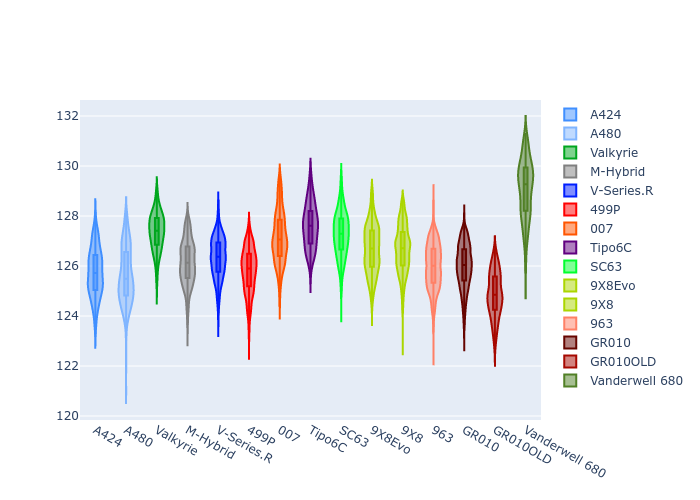 132
130
128
126
124
122
120
A424
A480
Valkyrie
M-Hybrid
V-Series.R
499P
007
Tipo6C
SC63
9X8Evo
9X8
963
GR010
GR010OLD
Vanderwell 680
A424
A480
Valkyrie
M-Hybrid
V-Series.R
499P
007
Tipo6C
SC63
9X8Evo
9X8
963
GR010
GR010OLD
Vanderwell 680